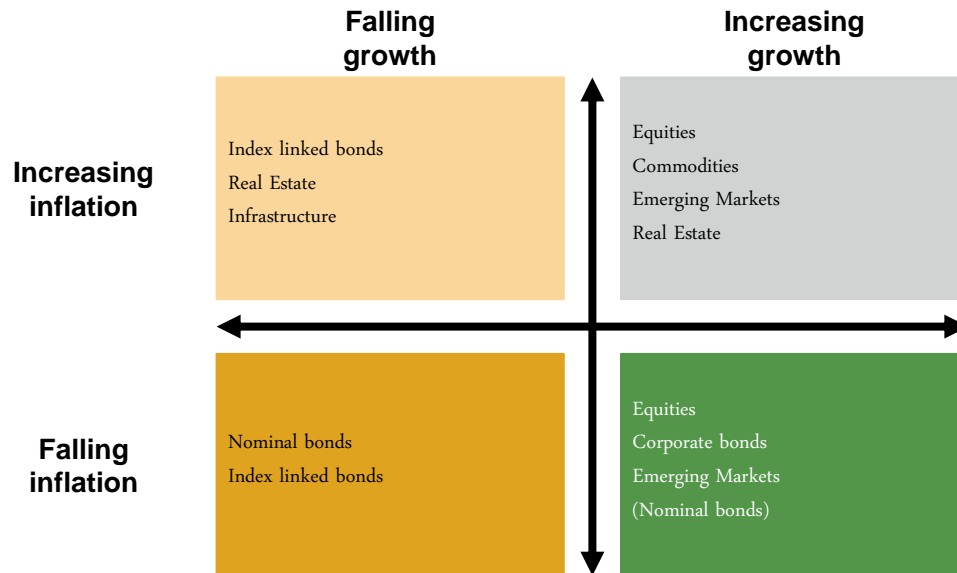 Falling
growth
Increasing
growth
Increasing
inflation
Index linked bonds
Real Estate
Infrastructure
Equities
Commodities
Emerging Markets
Real Estate
Falling
inflation
Nominal bonds
Index linked bonds
Equities
Corporate bonds
Emerging Markets
(Nominal bonds)